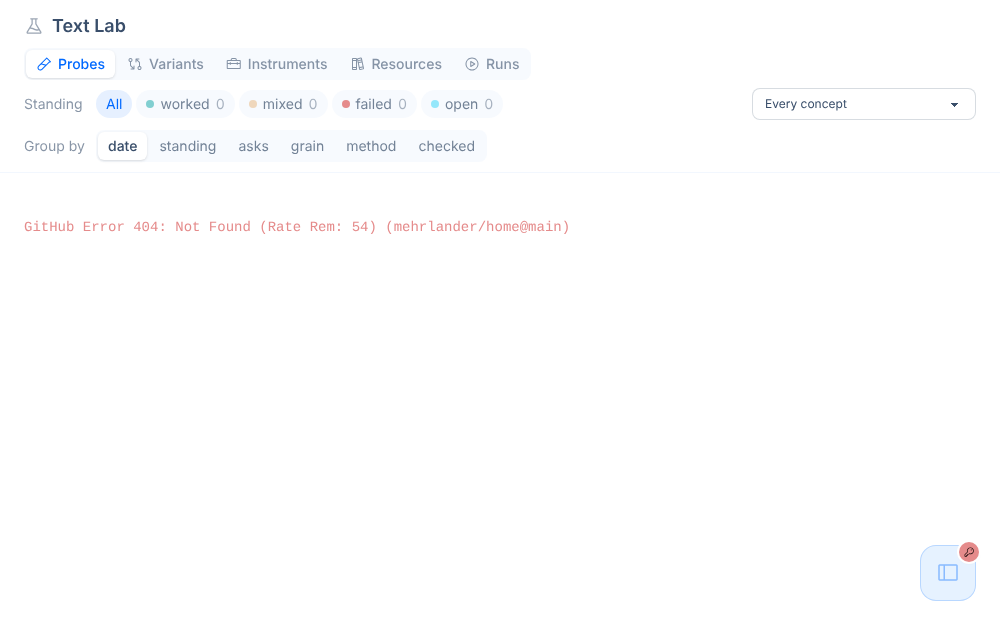 Text Lab
Probes Variants Instruments Resources Runs
Standing All worked 0 mixed 0 failed 0 open 0 Every concept
Group by date standing asks grain method checked
GitHub Error 404: Not Found (Rate Rem: 54) (mehrlander/home@main)